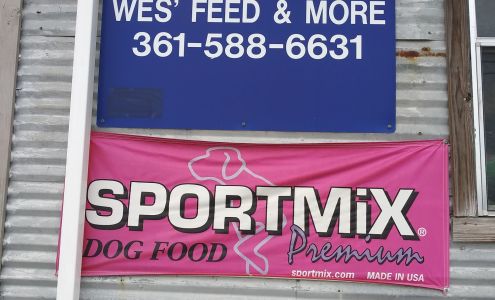 WES' FEED & MORE
361-588-6631
SPORTMiX®
DOG FOOD Premium
sportmix.com MADE IN USA